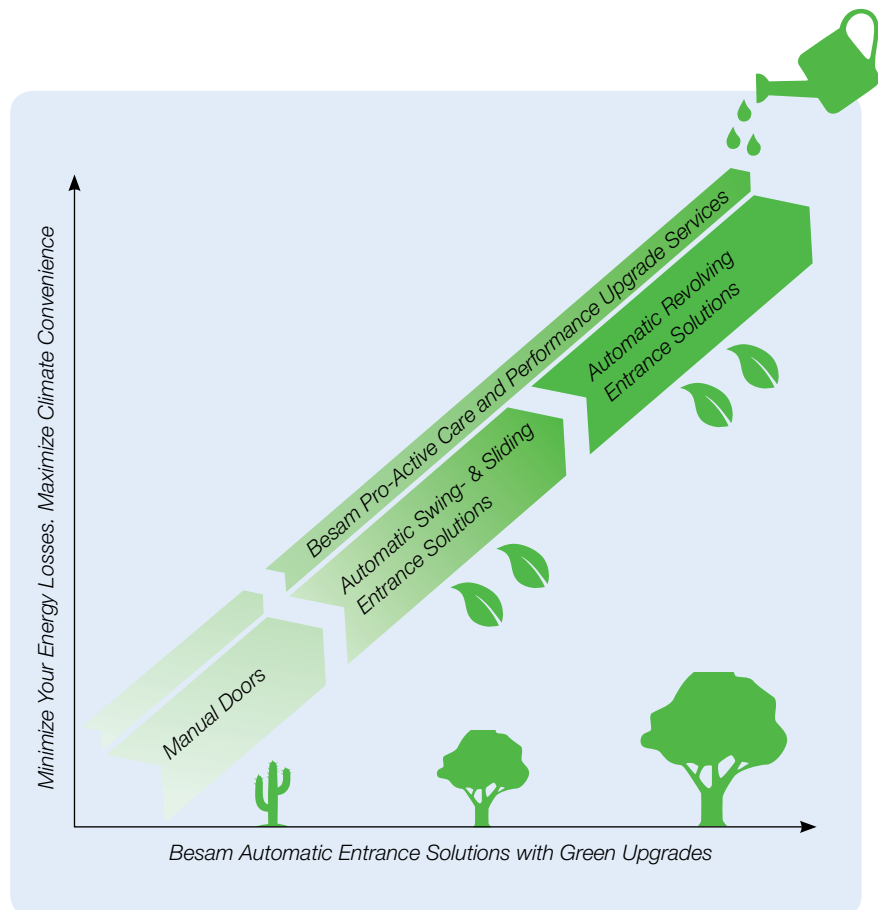 Minimize Your Energy Losses. Maximize Climate Convenience
Besam Pro-Active Care and Performance Upgrade Services
Automatic Revolving
Entrance Solutions
Automatic Swing- & Sliding
Entrance Solutions
Manual Doors
Besam Automatic Entrance Solutions with Green Upgrades